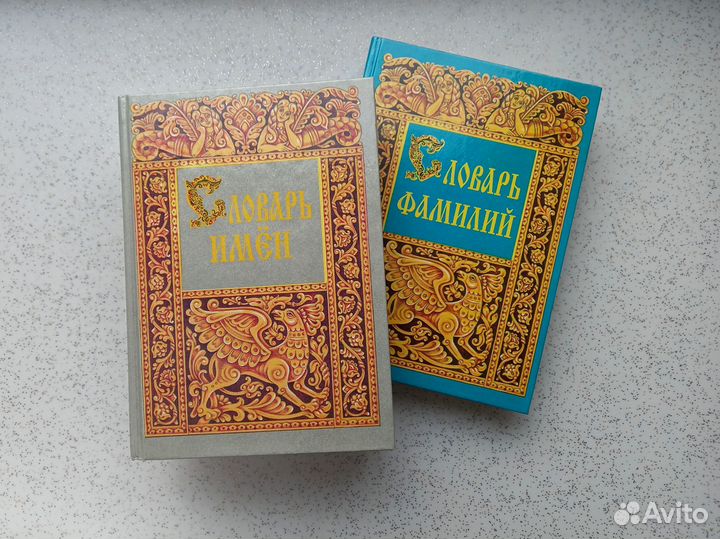 Словарь
имён
Словарь
фамилий
Avito